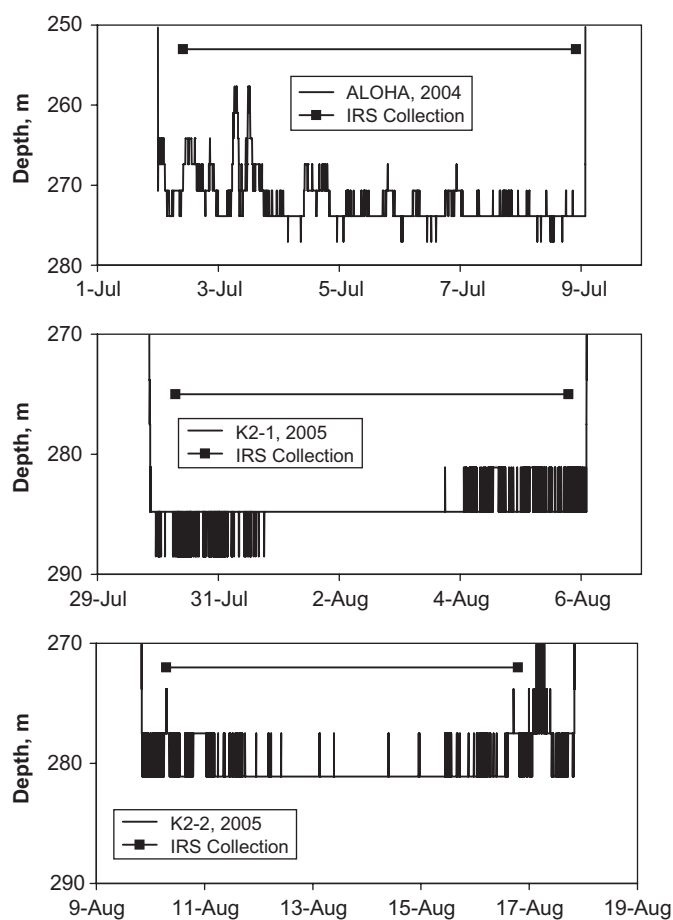 250
260
270
280
Depth, m
ALOHA, 2004
IRS Collection
1-Jul 3-Jul 5-Jul 7-Jul 9-Jul
270
280
290
Depth, m
K2-1, 2005
IRS Collection
29-Jul 31-Jul 2-Aug 4-Aug 6-Aug
270
280
290
Depth, m
K2-2, 2005
IRS Collection
9-Aug 11-Aug 13-Aug 15-Aug 17-Aug 19-Aug